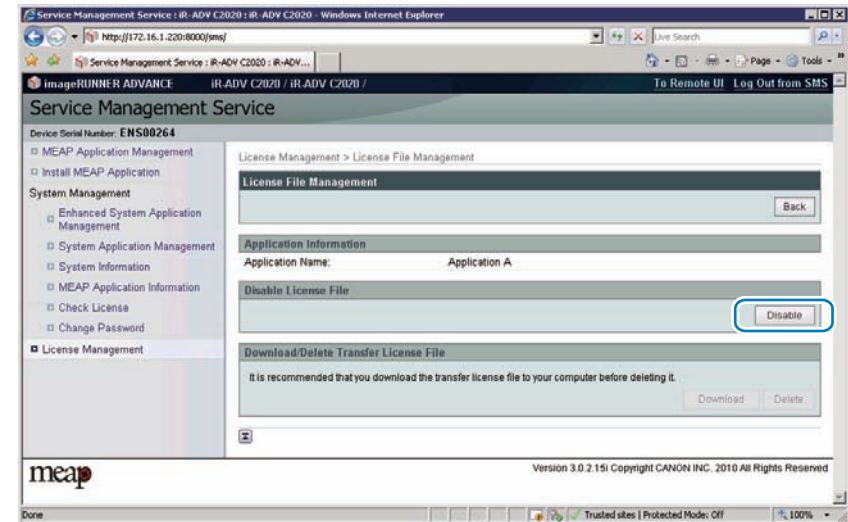 Service Management Service : iR-ADV C2020 : iR-ADV C2020 - Windows Internet Explorer
http://172.16.1.220:8000/sms/
Live Search
Service Management Service : iR-ADV C2020 : iR-ADV...
Page
Tools
imageRUNNER ADVANCE iR-ADV C2020 / iR-ADV C2020 /
To Remote UI Log Out from SMS
Service Management Service
Device Serial Number: ENS00264
MEAP Application Management
Install MEAP Application
System Management
Enhanced System Application
Management
System Application Management
System Information
MEAP Application Information
Check License
Change Password
License Management
License Management > License File Management
License File Management
Back
Application Information
Application Name: Application A
Disable License File
Disable
Download/Delete Transfer License File
It is recommended that you download the transfer license file to your computer before deleting it.
Download Delete
meap
Version 3.0.2.15i Copyright CANON INC. 2010 All Rights Reserved
Done
Trusted sites | Protected Mode: Off
100%